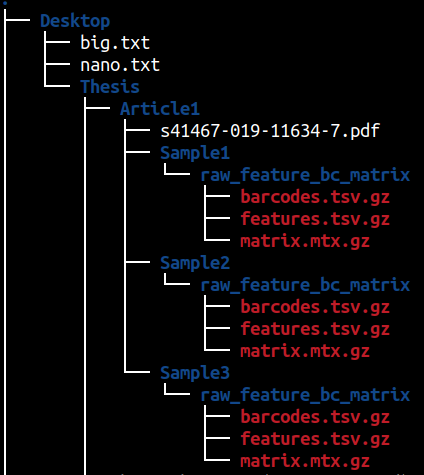 Desktop
big.txt
nano.txt
Thesis
Article1
s41467-019-11634-7.pdf
Sample1
raw_feature_bc_matrix
barcodes.tsv.gz
features.tsv.gz
matrix.mtx.gz
Sample2
raw_feature_bc_matrix
barcodes.tsv.gz
features.tsv.gz
matrix.mtx.gz
Sample3
raw_feature_bc_matrix
barcodes.tsv.gz
features.tsv.gz
matrix.mtx.gz